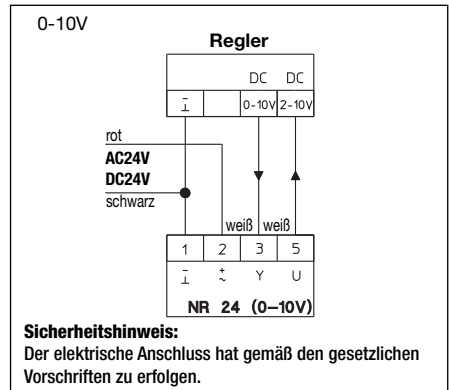 0-10V
Regler
DC DC
⊥ 0-10V 2-10V
rot
AC24V
DC24V
schwarz
weiß weiß
1 2 3 5
⊥ ~ Y U
NR 24 (0-10V)
Sicherheitshinweis:
Der elektrische Anschluss hat gemäß den gesetzlichen
Vorschriften zu erfolgen.